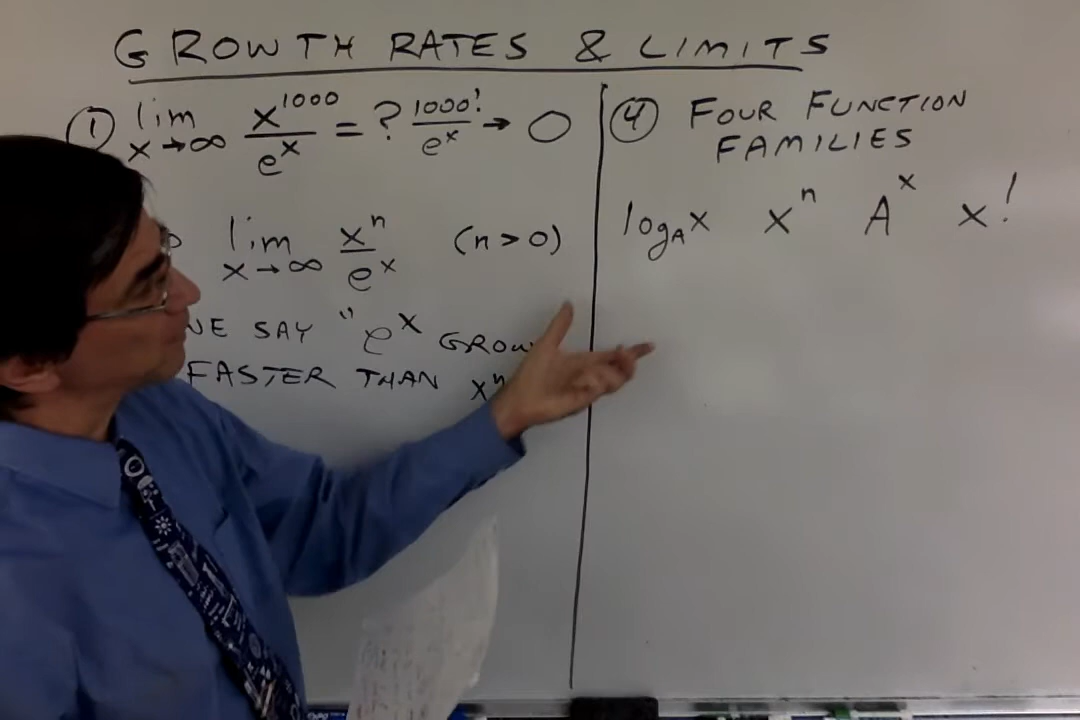 GROWTH RATES & LIMITS
① lim x→∞ x^1000 / e^x = ? 1000! / e^x → 0
lim x→∞ x^n / e^x (n > 0)
SAY "e^x GROW
FASTER THAN x^n
④ FOUR FUNCTION
FAMILIES
log_A x x^n A^x x!